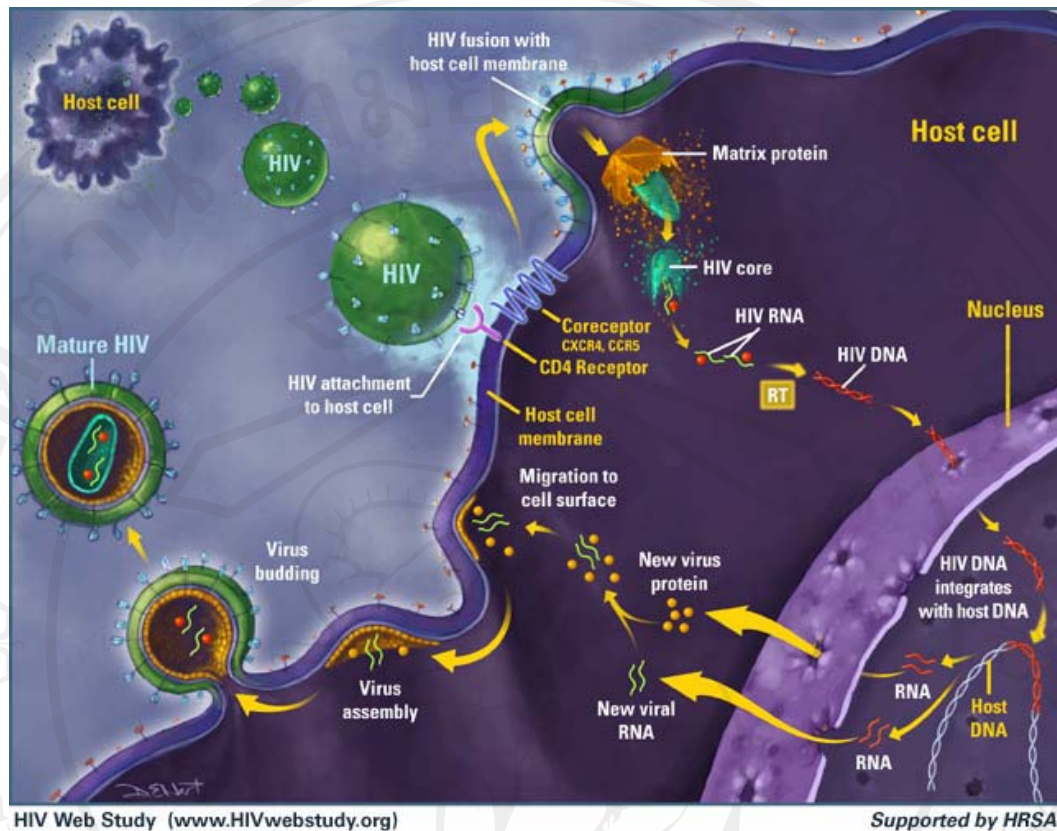 HIV fusion with
host cell membrane
Host cell
HIV
Host cell
Matrix protein
HIV
HIV core
Nucleus
HIV RNA
Coreceptor
CXCR4, CCR5
CD4 Receptor
HIV DNA
RT
Mature HIV
HIV attachment
to host cell
Host cell
membrane
Migration to
cell surface
Virus
budding
New virus
protein
HIV DNA
integrates
with host DNA
Virus
assembly
New viral
RNA
RNA
Host
DNA
RNA
HIV Web Study (www.HIVwebstudy.org)
Supported by HRSA